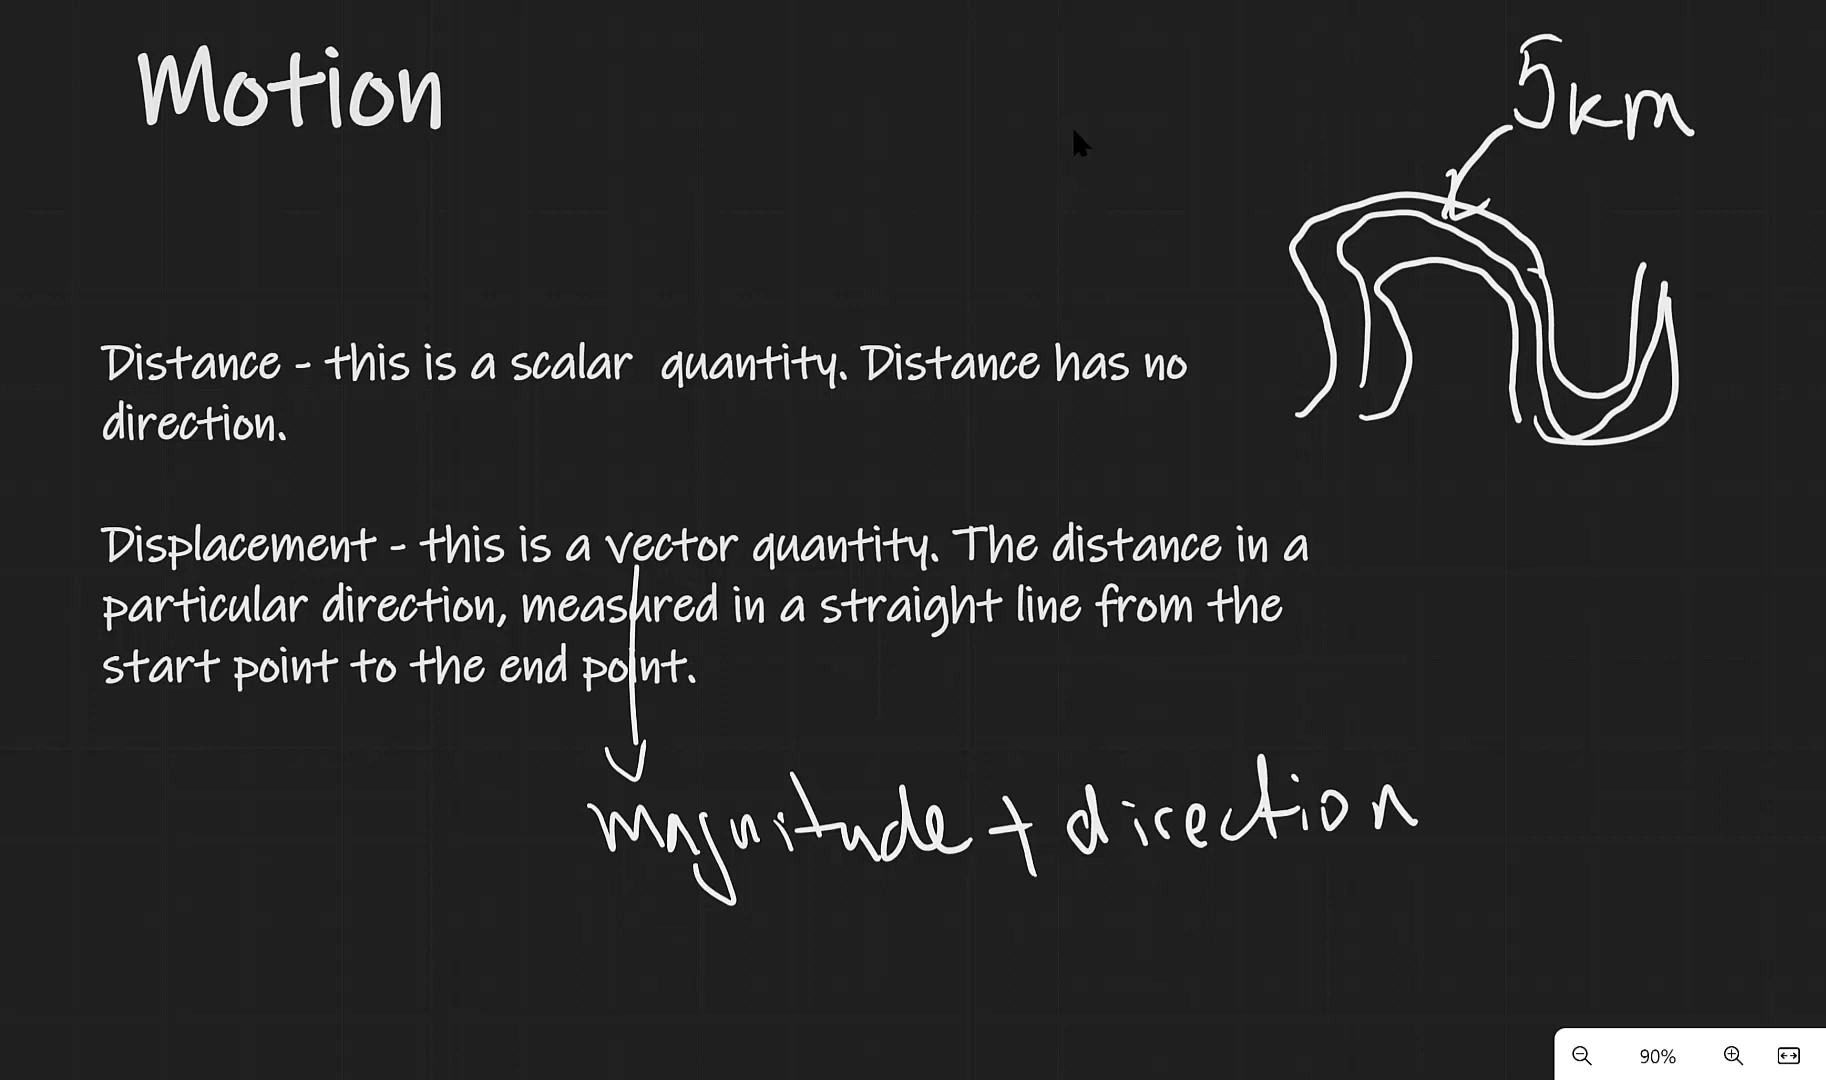 Motion
5km
Distance - this is a scalar quantity. Distance has no
direction.
Displacement - this is a vector quantity. The distance in a
particular direction, measured in a straight line from the
start point to the end point.
magnitude + direction
90%